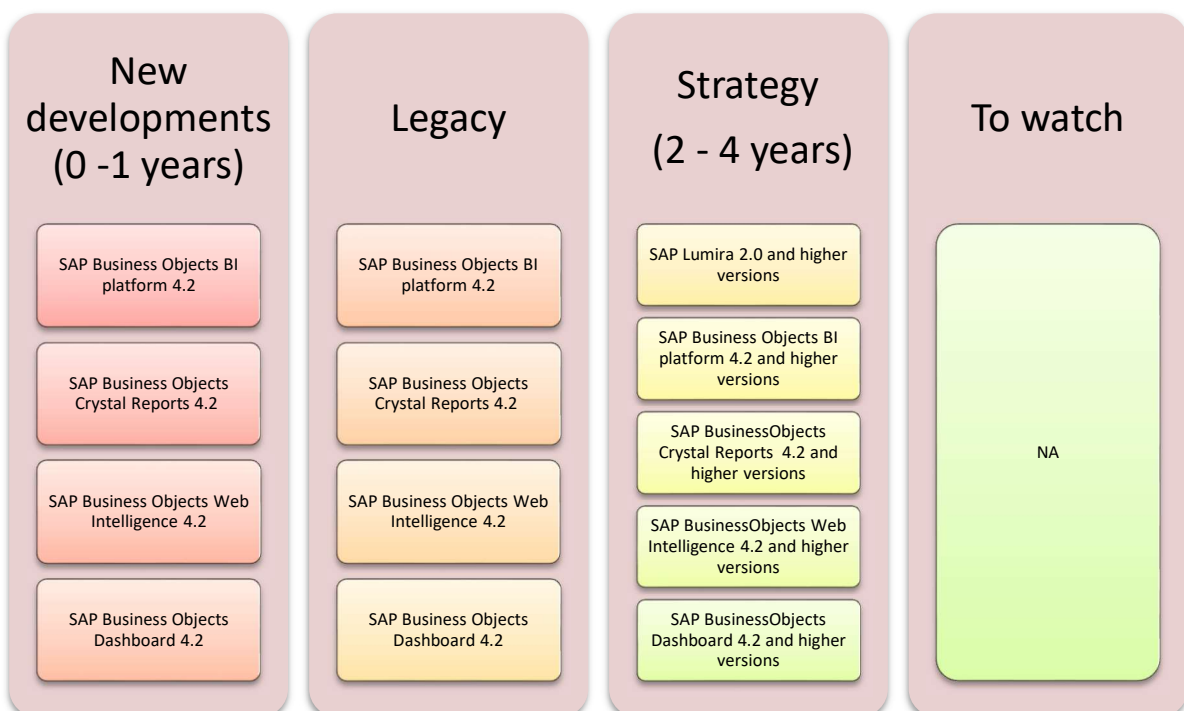 New
developments
(0 -1 years)
SAP Business Objects BI
platform 4.2
SAP Business Objects
Crystal Reports 4.2
SAP Business Objects Web
Intelligence 4.2
SAP Business Objects
Dashboard 4.2
Legacy
SAP Business Objects BI
platform 4.2
SAP Business Objects
Crystal Reports 4.2
SAP Business Objects Web
Intelligence 4.2
SAP Business Objects
Dashboard 4.2
Strategy
(2 - 4 years)
SAP Lumira 2.0 and higher
versions
SAP Business Objects BI
platform 4.2 and higher
versions
SAP BusinessObjects
Crystal Reports  4.2 and
higher versions
SAP BusinessObjects Web
Intelligence 4.2 and higher
versions
SAP BusinessObjects
Dashboard 4.2 and higher
versions
To watch
NA